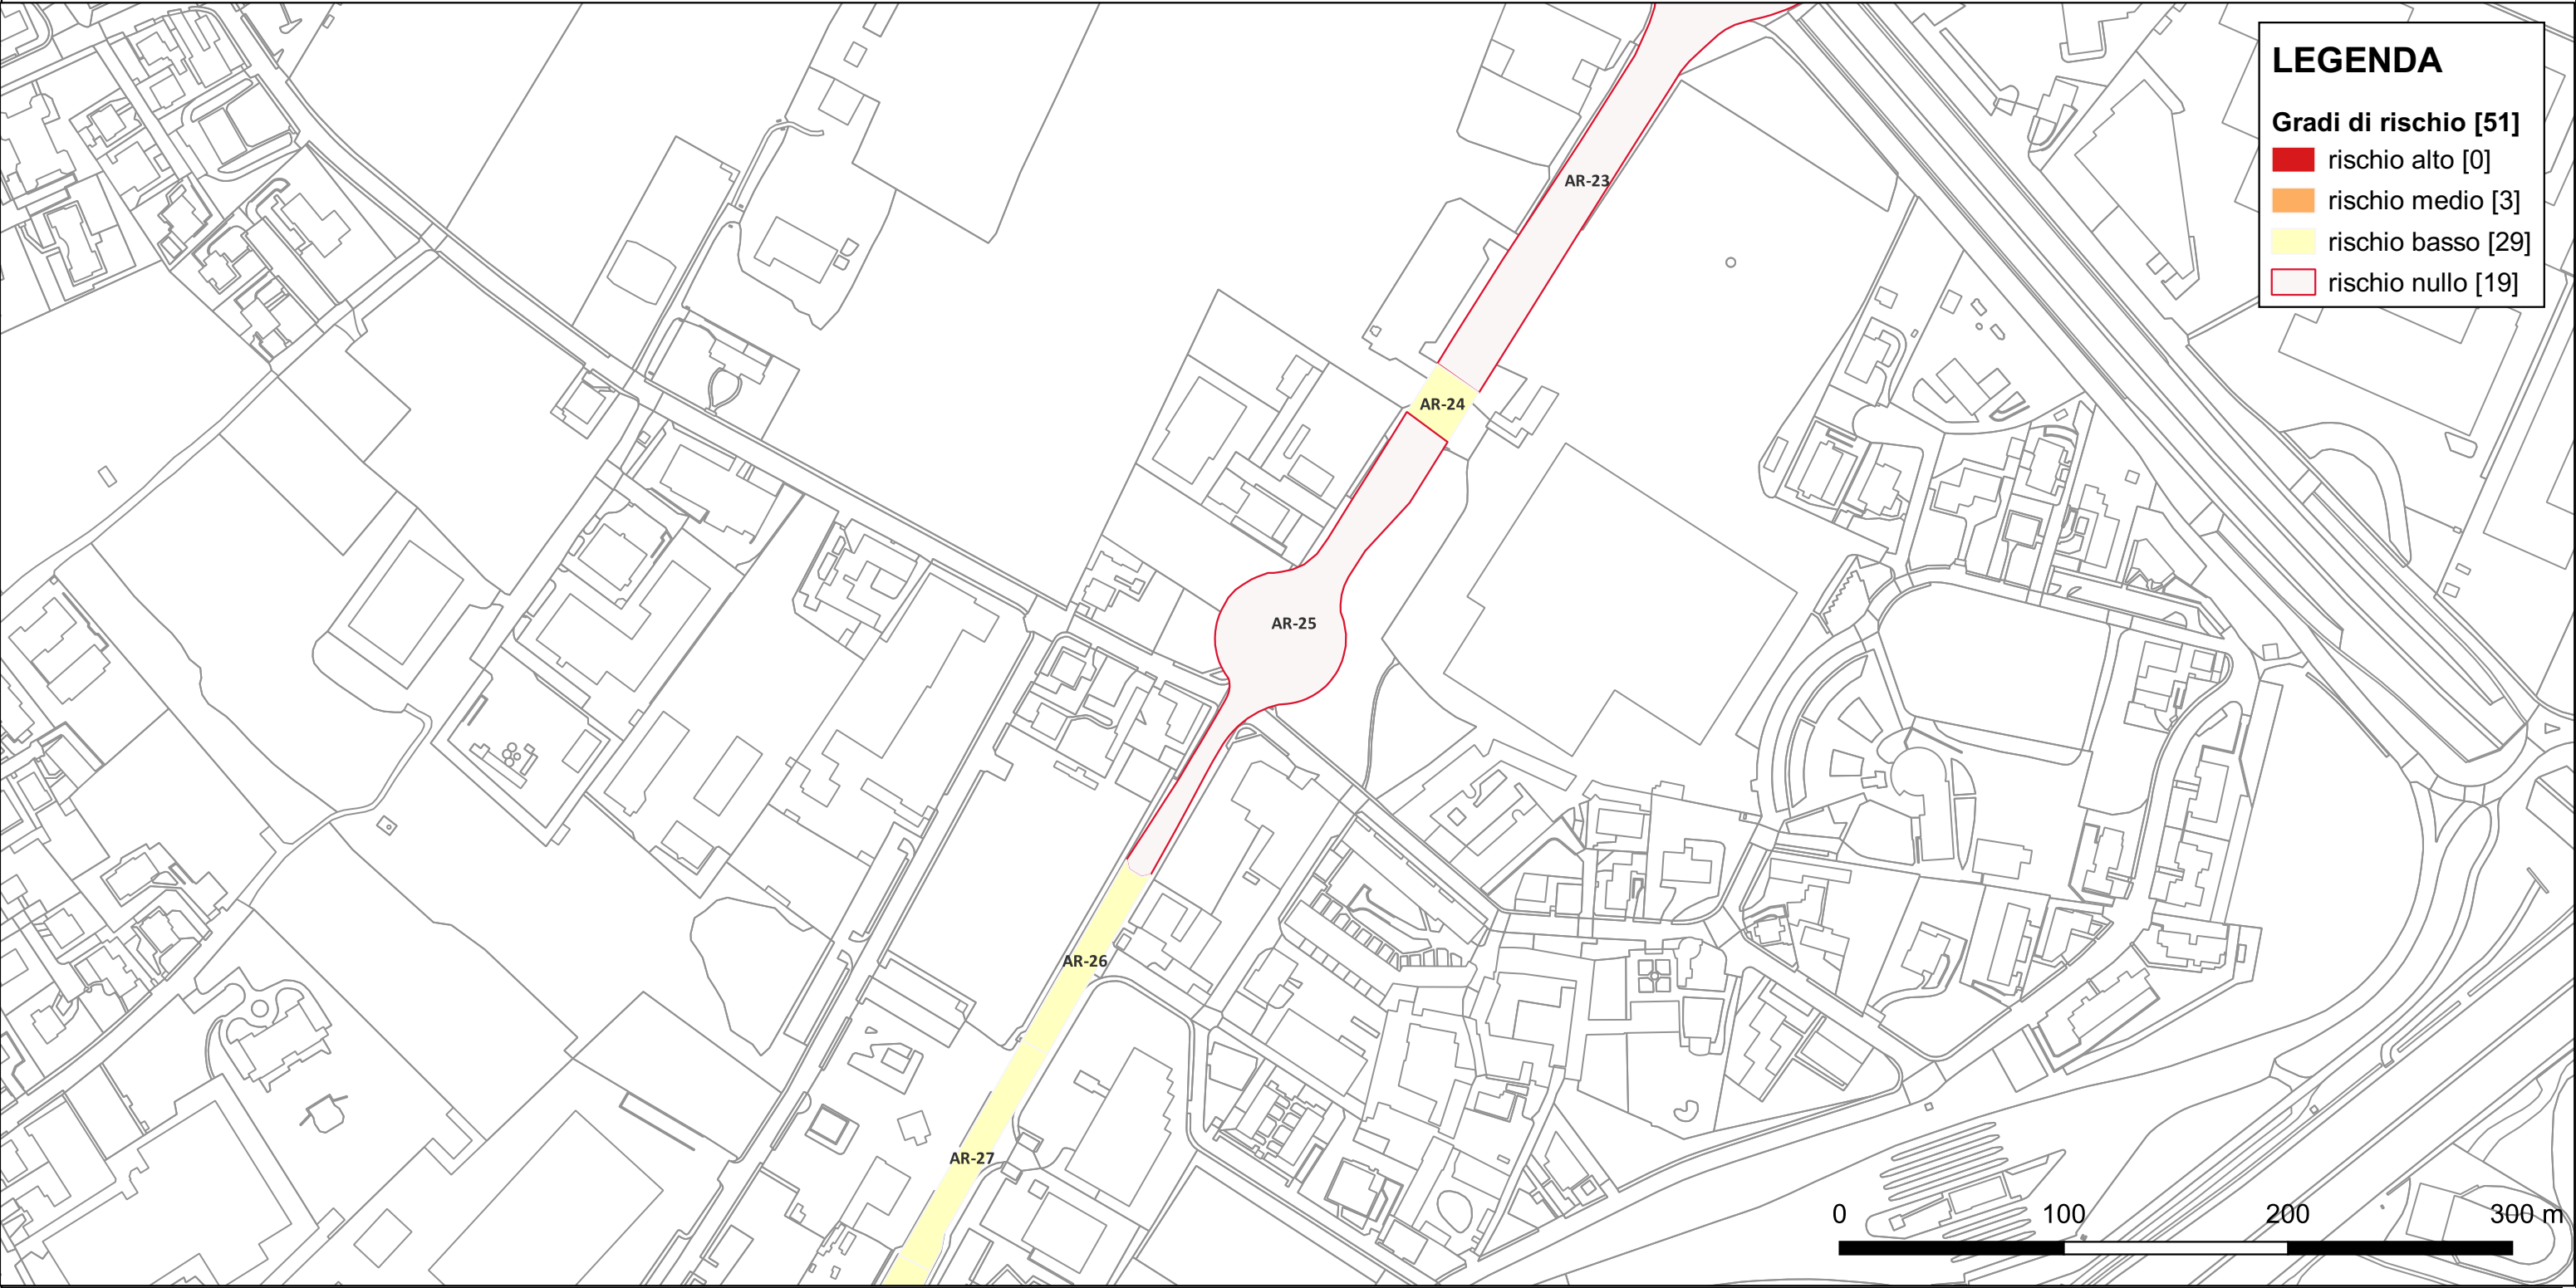 LEGENDA
Gradi di rischio [51]
rischio alto [0]
rischio medio [3]
rischio basso [29]
rischio nullo [19]
AR-23
AR-24
AR-25
AR-26
AR-27
0 100 200 300 m